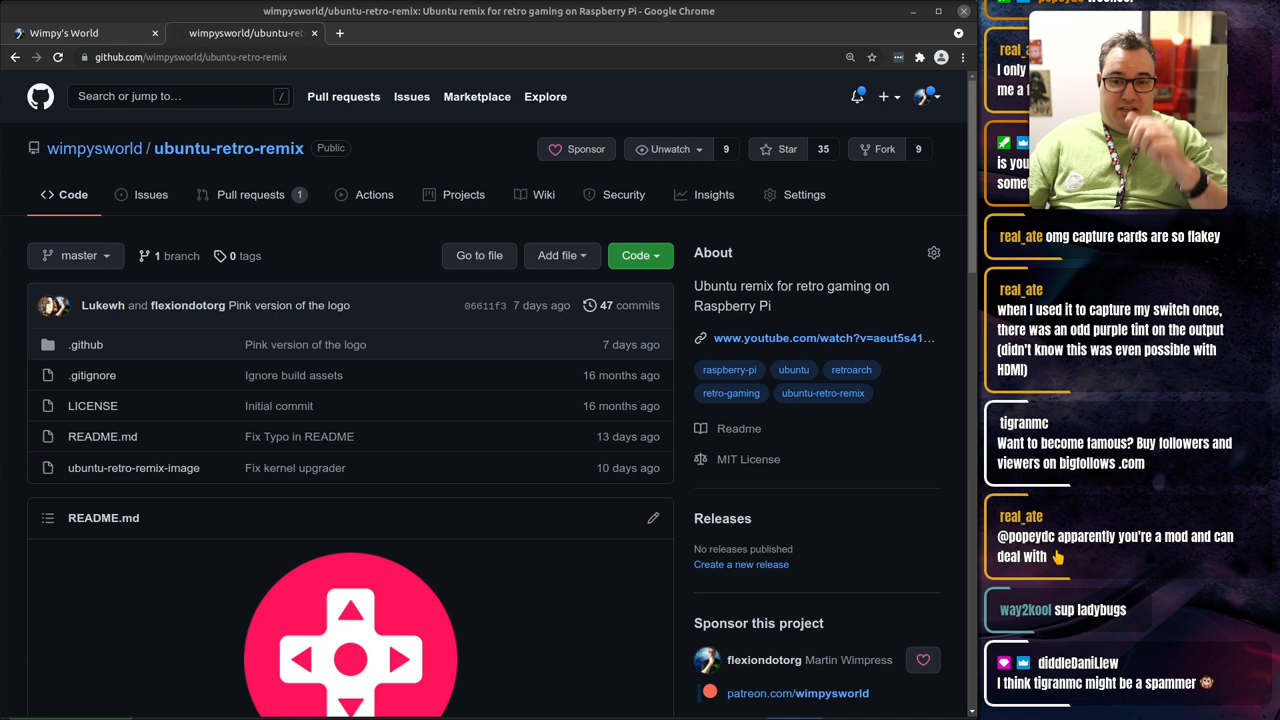 wimpysworld/ubuntu-retro-remix: Ubuntu remix for retro gaming on Raspberry Pi - Google Chrome
Wimpy's World
wimpysworld/ubuntu-ret
github.com/wimpysworld/ubuntu-retro-remix
Search or jump to…
/
Pull requests
Issues
Marketplace
Explore
wimpysworld / ubuntu-retro-remix
Public
Sponsor
Unwatch
9
Star
35
Fork
9
Code
Issues
Pull requests
1
Actions
Projects
Wiki
Security
Insights
Settings
master
1 branch
0 tags
Go to file
Add file
Code
Lukewh and flexiondotorg Pink version of the logo
06611f3 7 days ago
47 commits
.github
Pink version of the logo
7 days ago
.gitignore
Ignore build assets
16 months ago
LICENSE
Initial commit
16 months ago
README.md
Fix Typo in README
13 days ago
ubuntu-retro-remix-image
Fix kernel upgrader
10 days ago
README.md
About
Ubuntu remix for retro gaming on
Raspberry Pi
www.youtube.com/watch?v=aeut5s41…
raspberry-pi
ubuntu
retroarch
retro-gaming
ubuntu-retro-remix
Readme
MIT License
Releases
No releases published
Create a new release
Sponsor this project
flexiondotorg Martin Wimpress
patreon.com/wimpysworld
real_
I only
me a f
is you
somet
real_ate omg capture cards are so flakey
real_ate
when I used it to capture my switch once,
there was an odd purple tint on the output
(didn't know this was even possible with
HDMI)
tigranmc
Want to become famous? Buy followers and
viewers on bigfollows .com
real_ate
@popeydc apparently you're a mod and can
deal with 👆
way2kool sup ladybugs
diddleDaniLlew
I think tigranmc might be a spammer 🙊